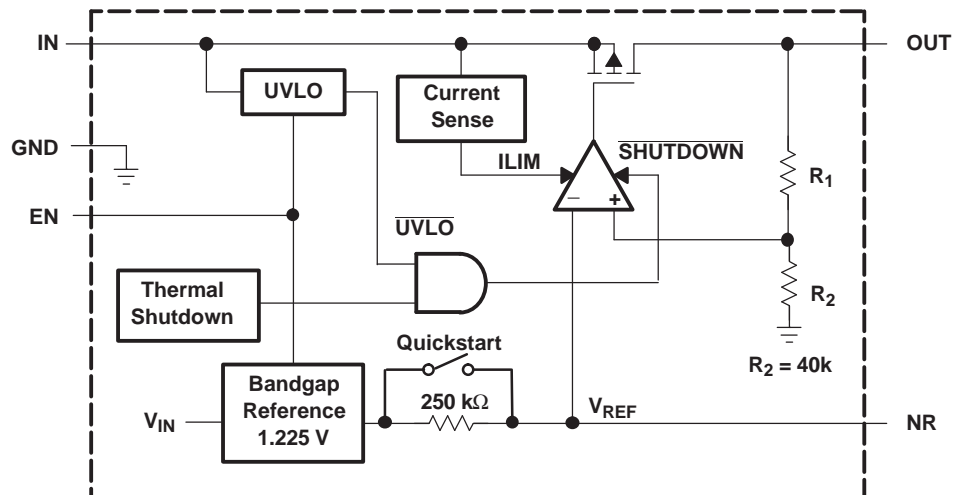 IN
OUT
UVLO
Current
Sense
GND
ILIM
SHUTDOWN
R1
EN
UVLO
− +
Thermal
Shutdown
R2
Quickstart
R2 = 40k
Bandgap
Reference
1.225 V
250 kΩ
VIN
VREF
NR